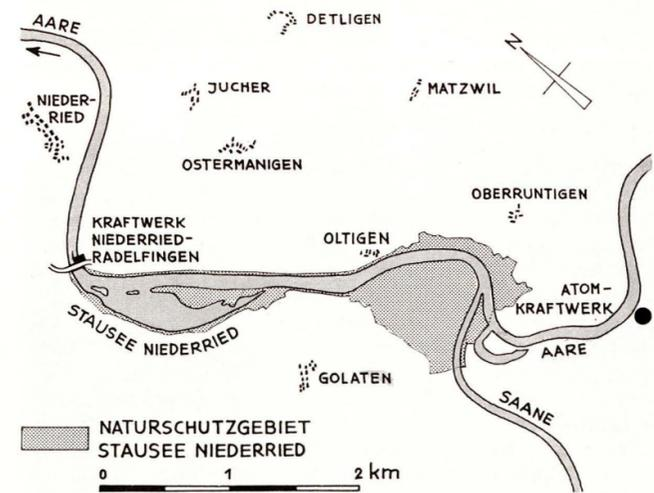 AARE
DETLIGEN
N
JUCHER
MATZWIL
NIEDER-
RIED
OSTERMANIGEN
OBERRUNTIGEN
KRAFTWERK
NIEDERRIED-
RADELFINGEN
OLTIGEN
ATOM-
KRAFTWERK
STAUSEE NIEDERRIED
AARE
GOLATEN
SAANE
NATURSCHUTZGEBIET
STAUSEE NIEDERRIED
0 1 2 km